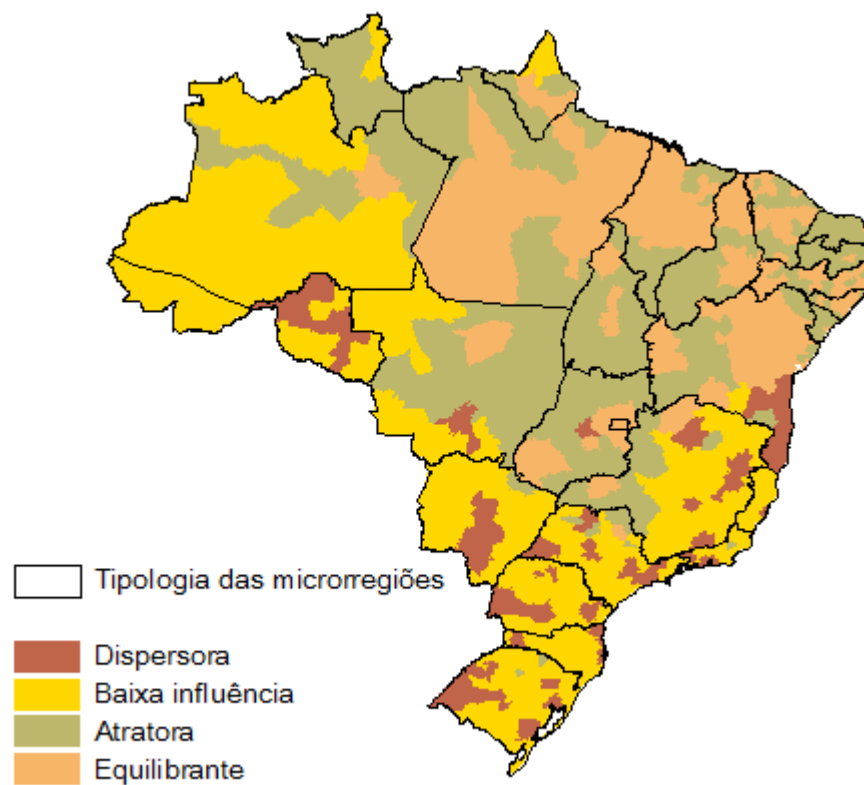 Tipologia das microrregiões
Dispersora
Baixa influência
Atratora
Equilibrante